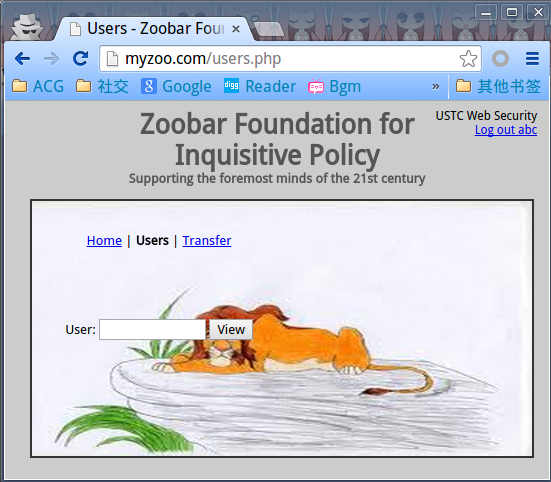 Users - Zoobar Foun
myzoo.com/users.php
ACG 社交 Google digg Reader Bgm » 其他书签
USTC Web Security
Log out abc
Zoobar Foundation for
Inquisitive Policy
Supporting the foremost minds of the 21st century
Home | Users | Transfer
User: View